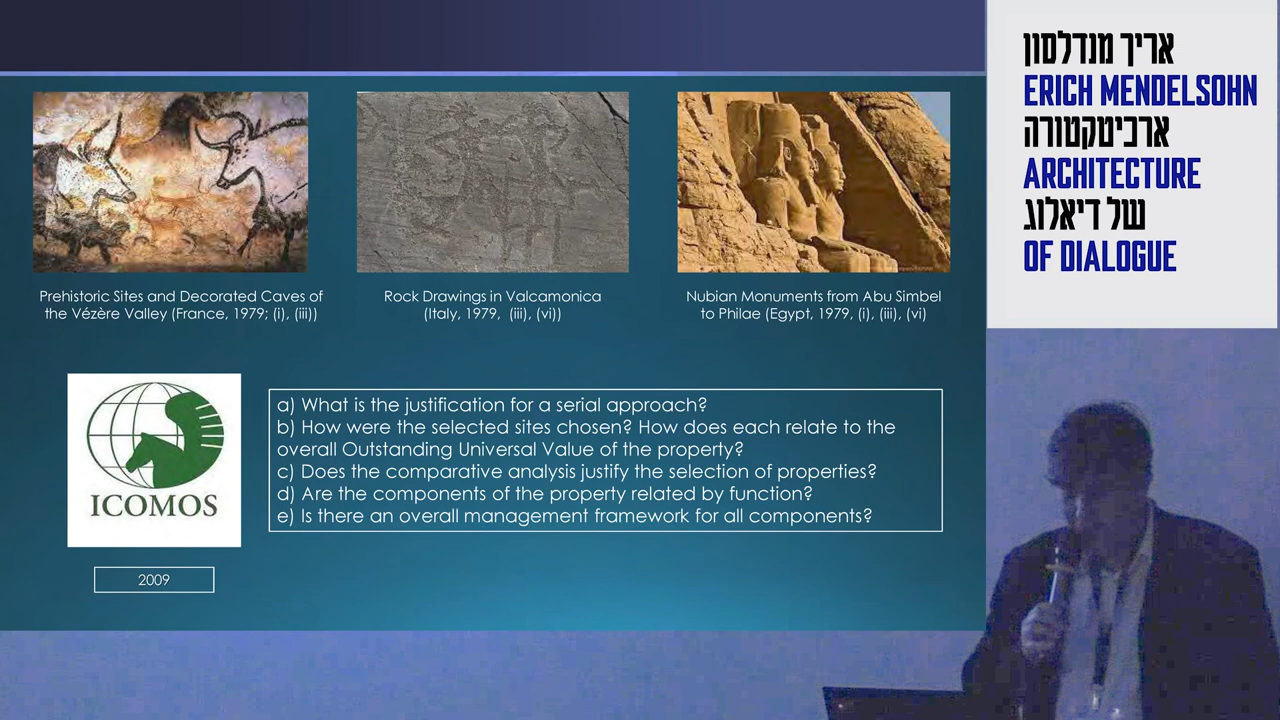 Prehistoric Sites and Decorated Caves of
the Vézère Valley (France, 1979; (i), (iii))
Rock Drawings in Valcamonica
(Italy, 1979, (iii), (vi))
Nubian Monuments from Abu Simbel
to Philae (Egypt, 1979, (i), (iii), (vi)
ICOMOS
2009
a) What is the justification for a serial approach?
b) How were the selected sites chosen? How does each relate to the
overall Outstanding Universal Value of the property?
c) Does the comparative analysis justify the selection of properties?
d) Are the components of the property related by function?
e) Is there an overall management framework for all components?
אריך מנדלסון
ERICH MENDELSOHN
ארכיטקטורה
ARCHITECTURE
של דיאלוג
OF DIALOGUE